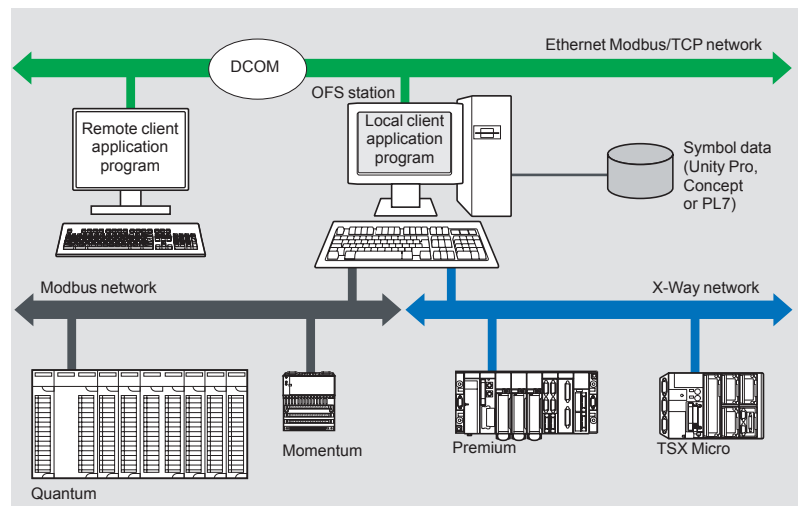 Ethernet Modbus/TCP network
DCOM
OFS station
Remote client
application
program
Local client
application
program
Symbol data
(Unity Pro,
Concept
or PL7)
Modbus network
X-Way network
Quantum
Momentum
Premium
TSX Micro